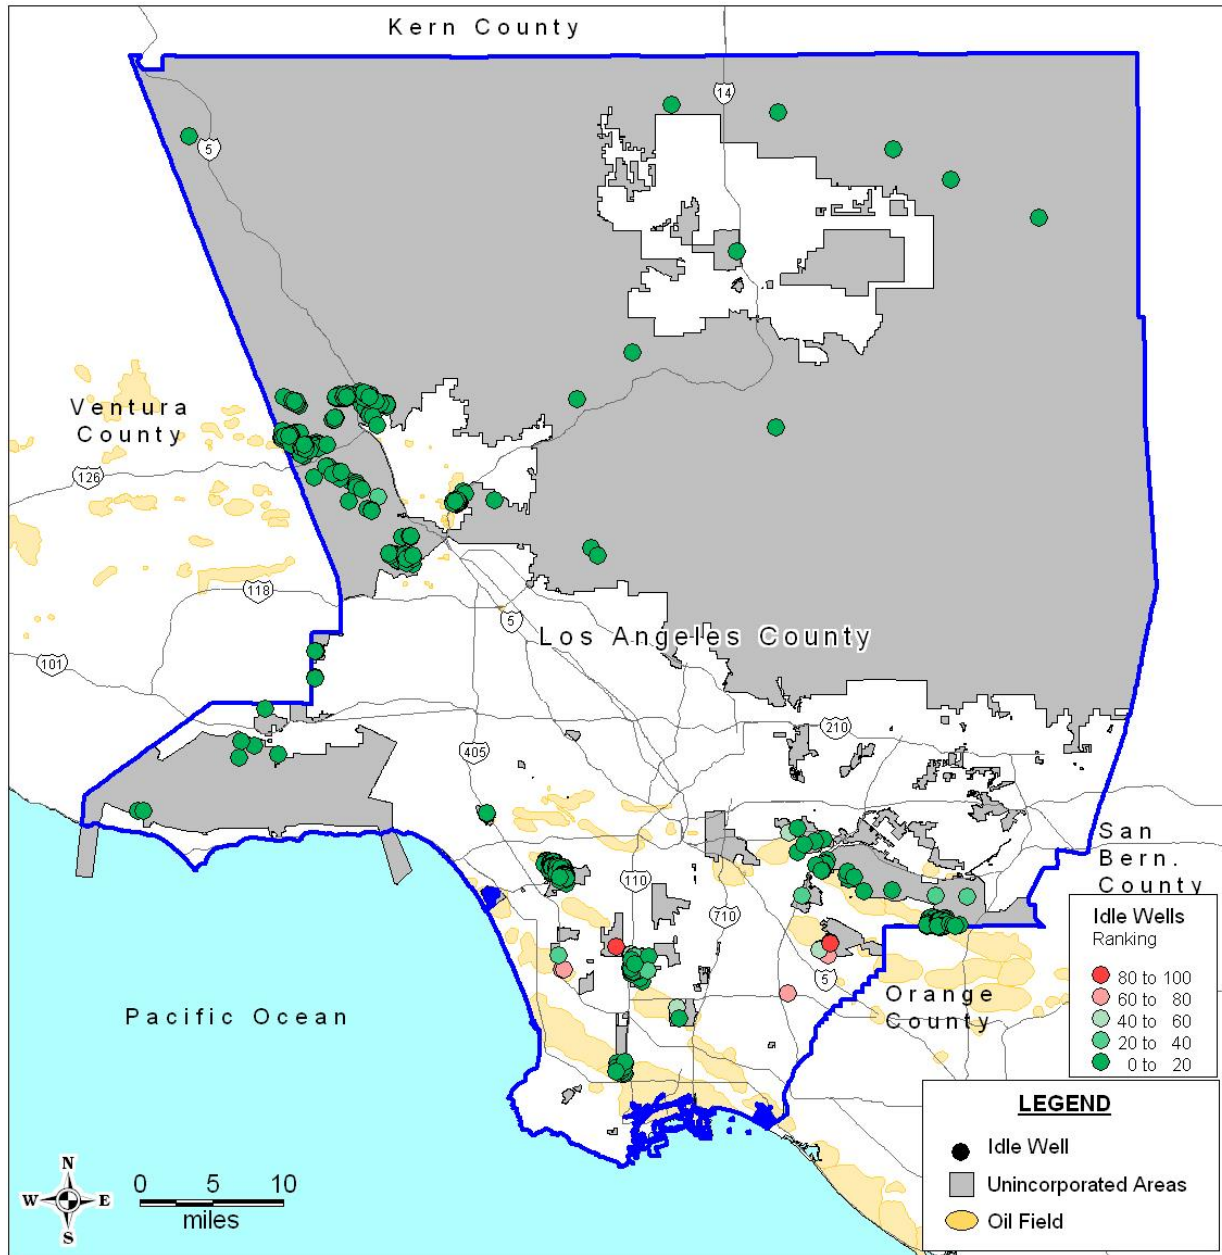 Kern County
14
5
Ventura
County
126
118
5
Los Angeles County
101
210
405
San
Bern.
County
110
710
Idle Wells
Ranking
80 to 100
60 to 80
40 to 60
20 to 40
0 to 20
5
Orange
County
Pacific Ocean
LEGEND
Idle Well
Unincorporated Areas
Oil Field
N
W
E
S
0 5 10
miles